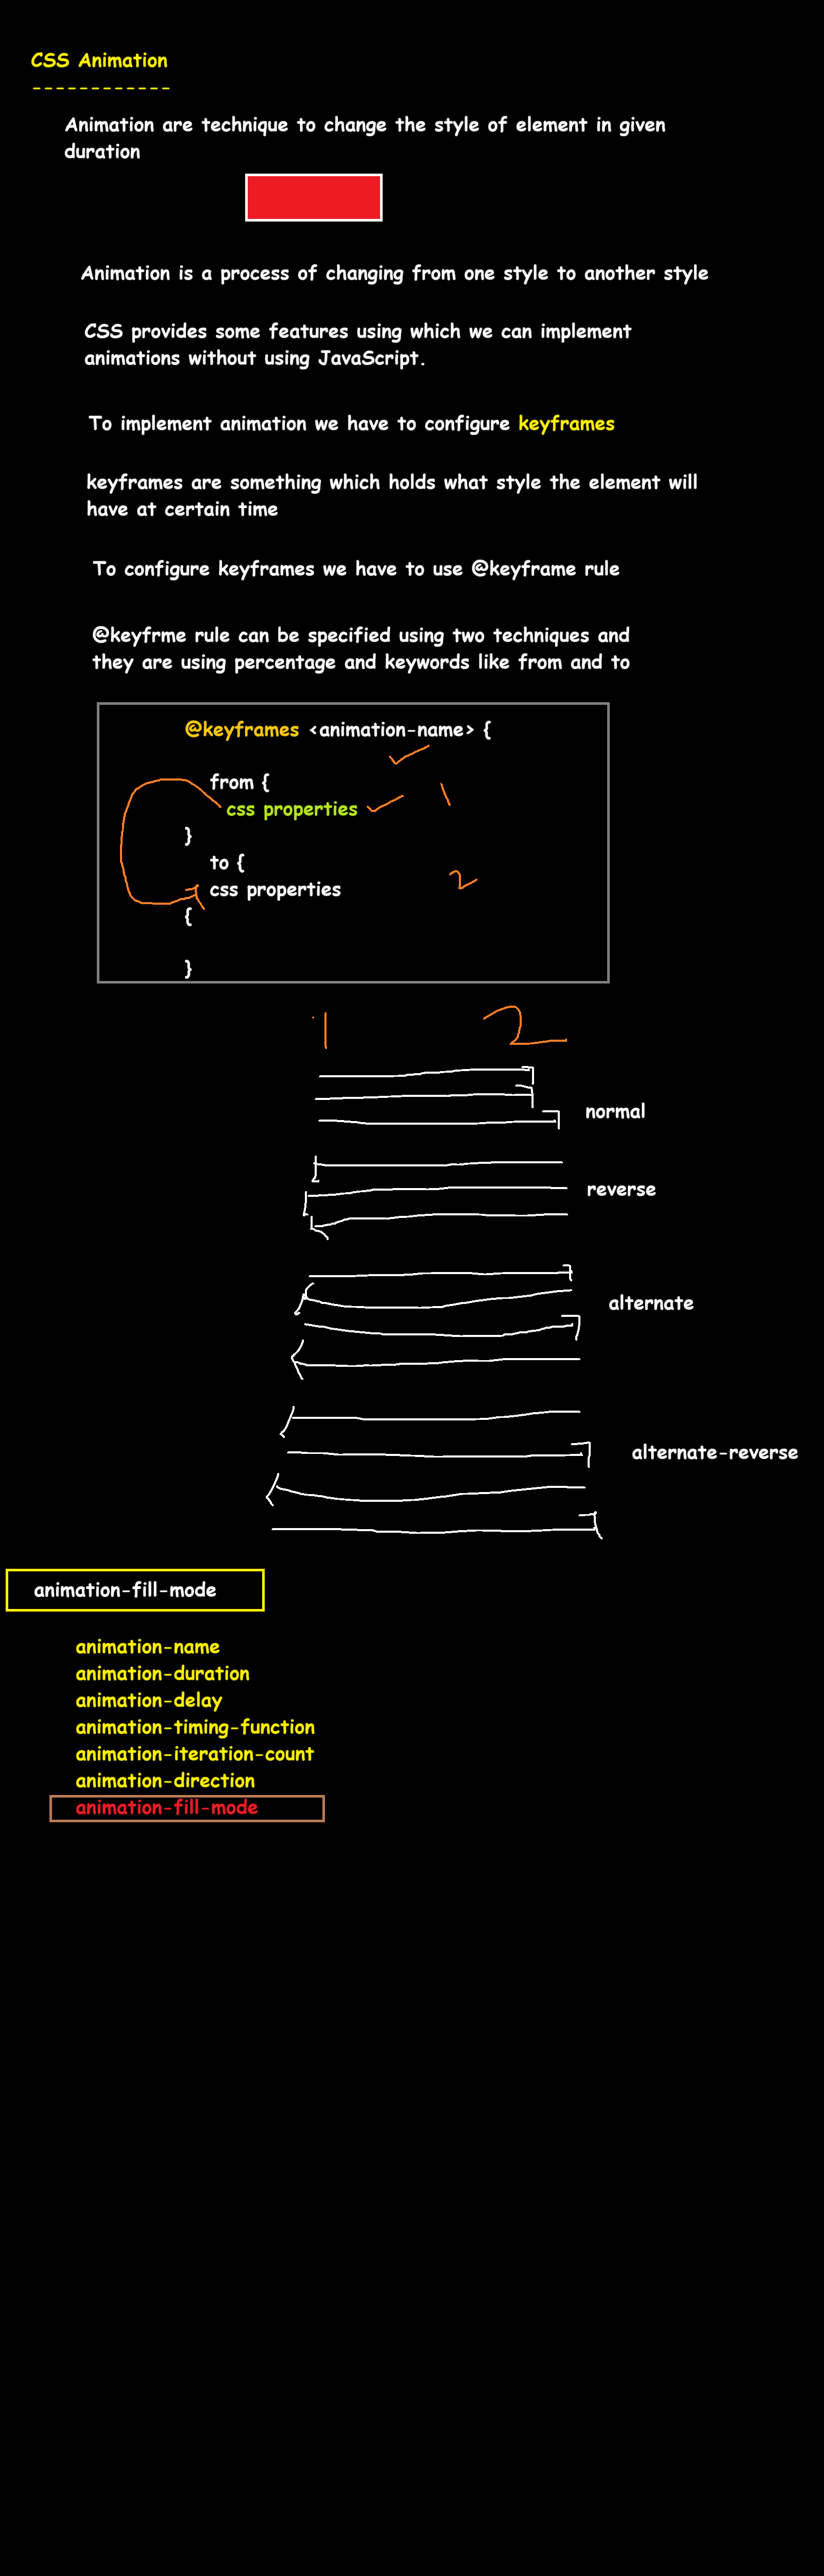 CSS Animation
------------
Animation are technique to change the style of element in given
duration
Animation is a process of changing from one style to another style
CSS provides some features using which we can implement
animations without using JavaScript.
To implement animation we have to configure keyframes
keyframes are something which holds what style the element will
have at certain time
To configure keyframes we have to use @keyframe rule
@keyfrme rule can be specified using two techniques and
they are using percentage and keywords like from and to
@keyframes <animation-name> {
from {
css properties
1
}
to {
css properties
2
{
}
1 2
normal
reverse
alternate
alternate-reverse
animation-fill-mode
animation-name
animation-duration
animation-delay
animation-timing-function
animation-iteration-count
animation-direction
animation-fill-mode